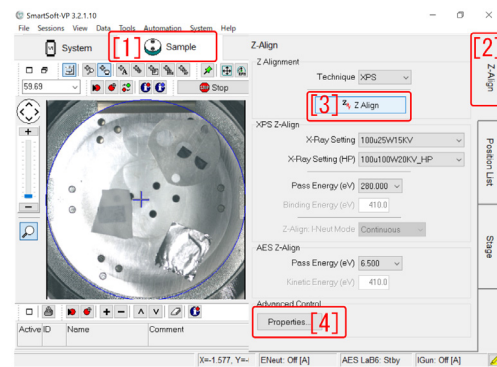 SmartSoft-VP 3.2.1.10
File Sessions View Data Tools Automation System Help
System [1] Sample
59.69 Stop
Active ID Name Comment
Z-Align
Z Alignment
Technique XPS
[3] Z Align
XPS Z-Align
X-Ray Setting 100u25W15KV
X-Ray Setting (HP) 100u100W20KV_HP
Pass Energy (eV) 280.000
Binding Energy (eV) 410.0
Z-Align: I-Neut Mode Continuous
AES Z-Align
Pass Energy (eV) 6.500
Kinetic Energy (eV) 410.0
Advanced Control
Properties... [4]
[2]
Z-Align
Position List
Stage
X=-1.577, Y=- ENeut: Off [A] AES LaB6: Stby IGun: Off [A]